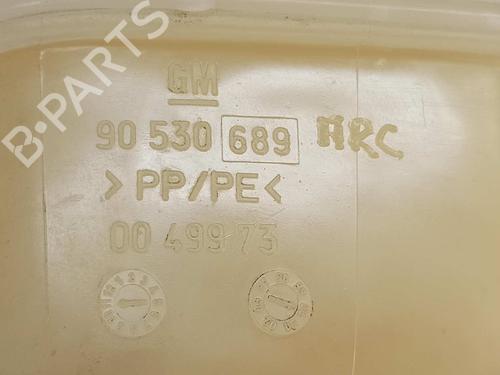 B-PARTS
GM
90 530 689 ARC
>PP/PE<
00 499 73